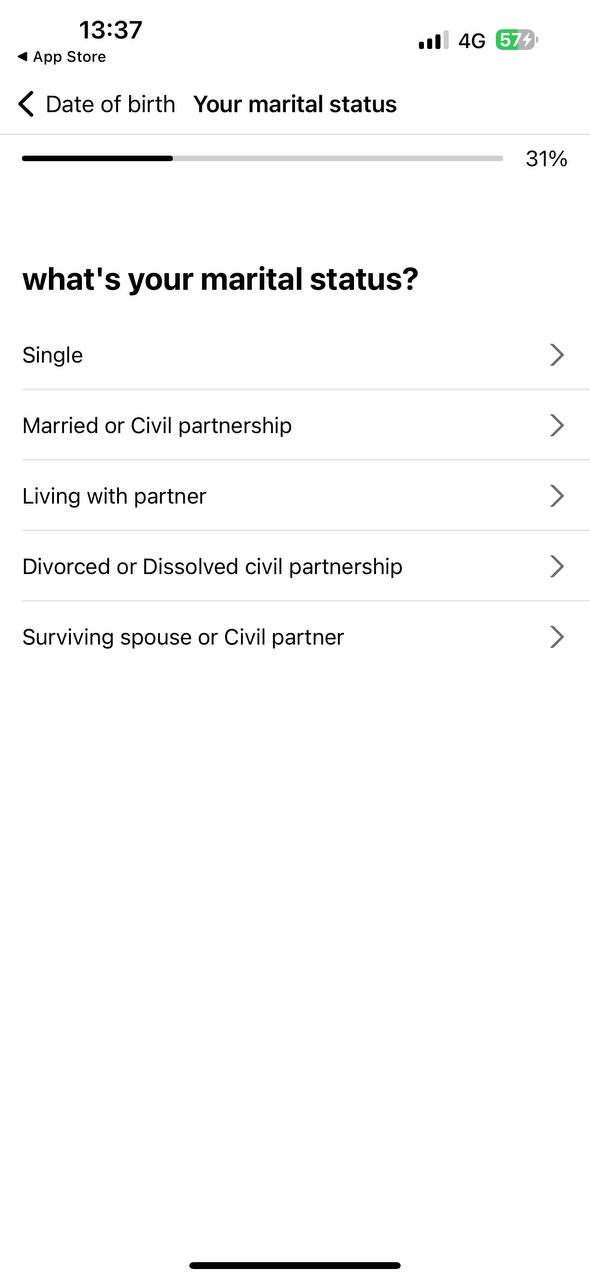 13:37
4G 57
◀ App Store
Date of birth Your marital status
31%
what's your marital status?
Single
Married or Civil partnership
Living with partner
Divorced or Dissolved civil partnership
Surviving spouse or Civil partner